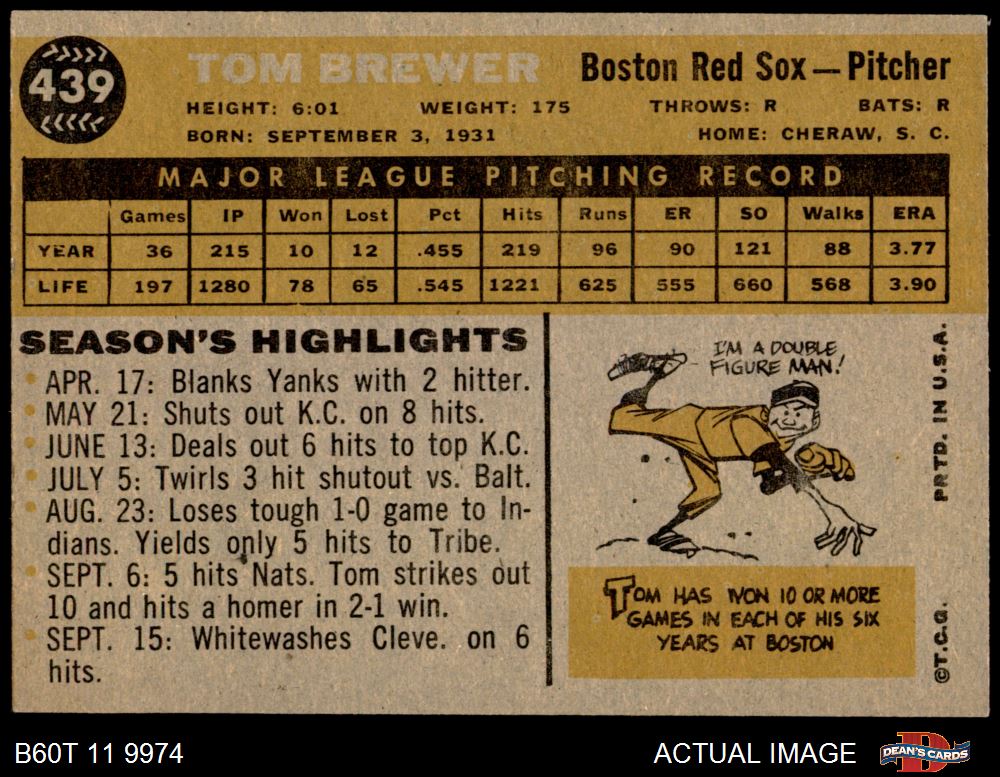 439
TOM BREWER Boston Red Sox — Pitcher
HEIGHT: 6:01 WEIGHT: 175 THROWS: R BATS: R
BORN: SEPTEMBER 3, 1931 HOME: CHERAW, S. C.
MAJOR LEAGUE PITCHING RECORD
Games IP Won Lost Pct Hits Runs ER SO Walks ERA
YEAR 36 215 10 12 .455 219 96 90 121 88 3.77
LIFE 197 1280 78 65 .545 1221 625 555 660 568 3.90
SEASON'S HIGHLIGHTS
APR. 17: Blanks Yanks with 2 hitter.
MAY 21: Shuts out K.C. on 8 hits.
JUNE 13: Deals out 6 hits to top K.C.
JULY 5: Twirls 3 hit shutout vs. Balt.
AUG. 23: Loses tough 1-0 game to In-
dians. Yields only 5 hits to Tribe.
SEPT. 6: 5 hits Nats. Tom strikes out
10 and hits a homer in 2-1 win.
SEPT. 15: Whitewashes Cleve. on 6
hits.
I'M A DOUBLE
FIGURE MAN!
TOM HAS WON 10 OR MORE
GAMES IN EACH OF HIS SIX
YEARS AT BOSTON
©T.C.G. PRTD. IN U.S.A.
B60T 11 9974 ACTUAL IMAGE DEAN'S CARDS